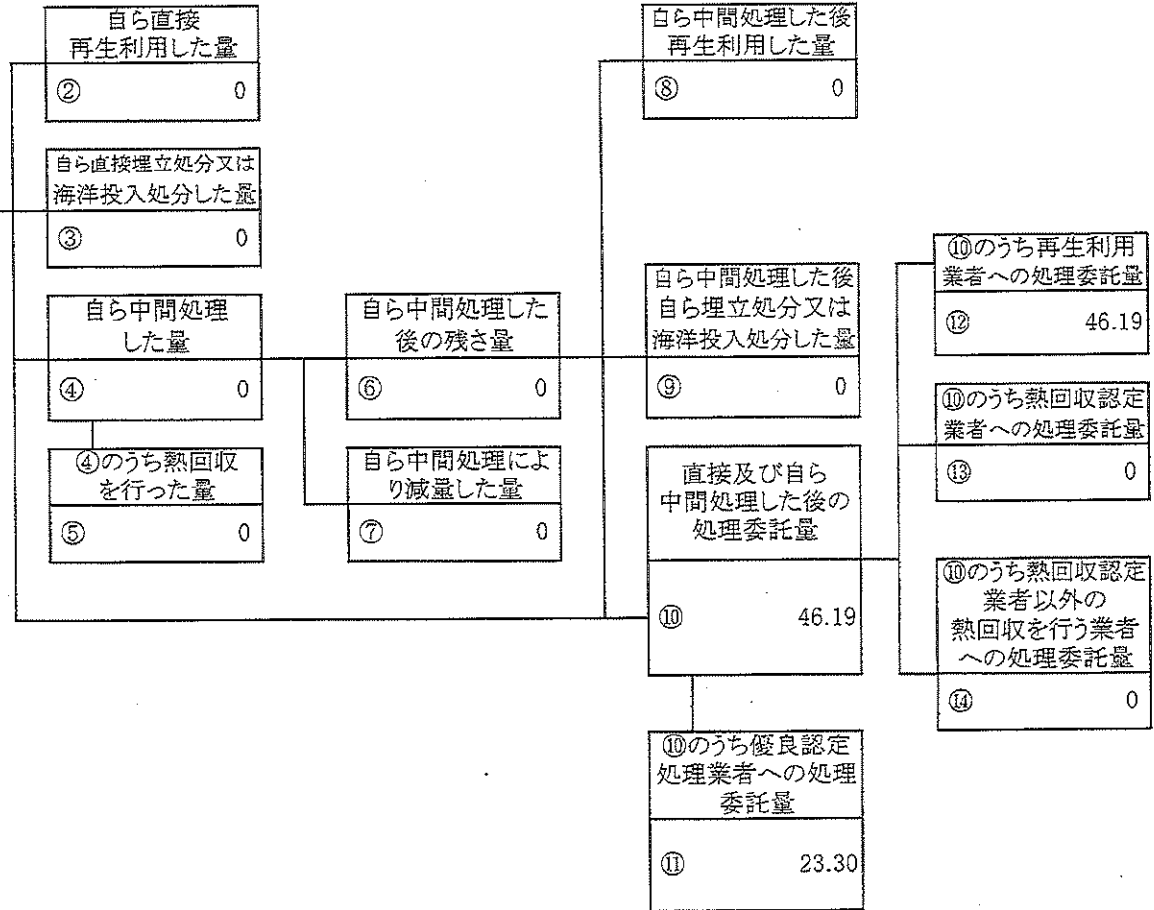 自ら直接
再生利用した量
② 0
自ら直接埋立処分又は
海洋投入処分した量
③ 0
自ら中間処理
した量
④ 0
④のうち熱回収
を行った量
⑤ 0
自ら中間処理した
後の残さ量
⑥ 0
自ら中間処理によ
り減量した量
⑦ 0
自ら中間処理した後
再生利用した量
⑧ 0
自ら中間処理した後
自ら埋立処分又は
海洋投入処分した量
⑨ 0
直接及び自ら
中間処理した後の
処理委託量
⑩ 46.19
⑩のうち優良認定
処理業者への処理
委託量
⑪ 23.30
⑩のうち再生利用
業者への処理委託量
⑫ 46.19
⑩のうち熱回収認定
業者への処理委託量
⑬ 0
⑩のうち熱回収認定
業者以外の
熱回収を行う業者
への処理委託量
⑭ 0